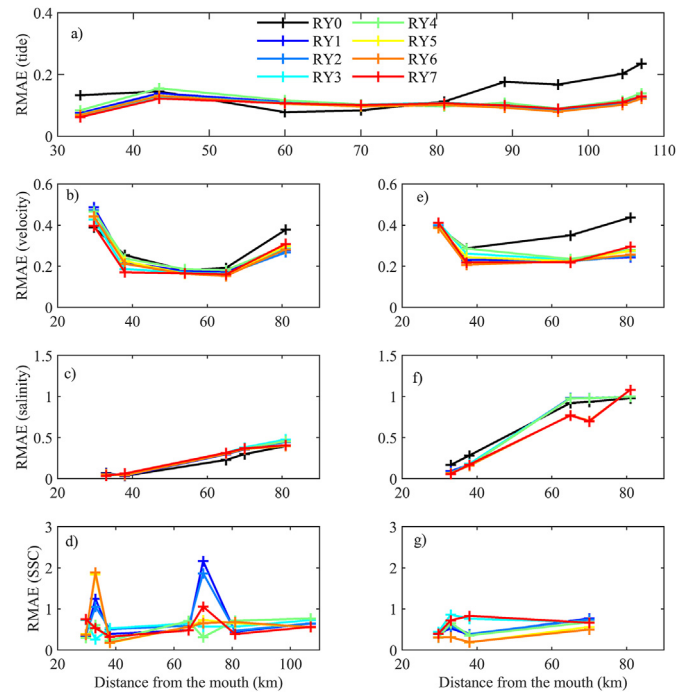 a)
RY0 RY4
RY1 RY5
RY2 RY6
RY3 RY7
RMAE (tide)
0.4
0.2
0
30 40 50 60 70 80 90 100 110
b)
RMAE (velocity)
0.6
0.4
0.2
0
20 40 60 80
e)
0.6
0.4
0.2
0
20 40 60 80
c)
RMAE (salinity)
1.5
1
0.5
0
20 40 60 80
f)
1.5
1
0.5
0
20 40 60 80
d)
RMAE (SSC)
3
2
1
0
20 40 60 80 100
Distance from the mouth (km)
g)
3
2
1
0
20 40 60 80
Distance from the mouth (km)